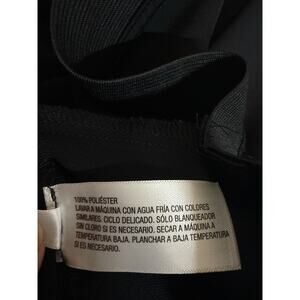 100% POLIÉSTER
LAVAR A MÁQUINA CON AGUA FRÍA CON COLORES
SIMILARES. CICLO DELICADO. SÓLO BLANQUEADOR
SIN CLORO SI ES NECESARIO. SECAR A MÁQUINA A
TEMPERATURA BAJA. PLANCHAR A BAJA TEMPERATURA
SI ES NECESARIO.